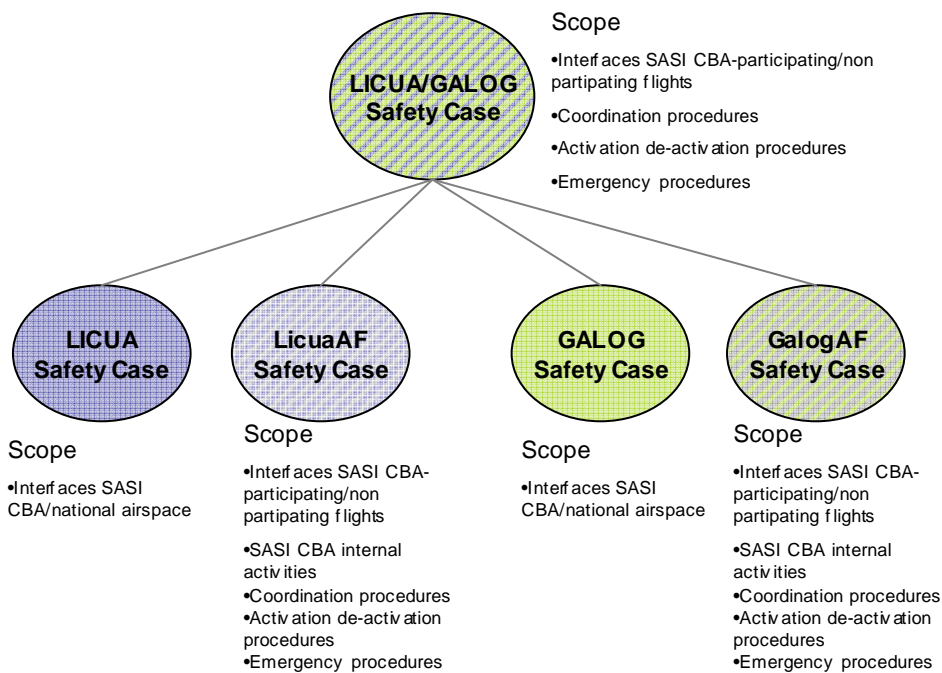 LICUA/GALOG
Safety Case
Scope
•Interfaces SASI CBA-participating/non
partipating flights
•Coordination procedures
•Activation de-activation procedures
•Emergency procedures
LICUA
Safety Case
Scope
•Interfaces SASI
CBA/national airspace
LicuaAF
Safety Case
Scope
•Interfaces SASI CBA-
participating/non
partipating flights
•SASI CBA internal
activities
•Coordination procedures
•Activation de-activation
procedures
•Emergency procedures
GALOG
Safety Case
Scope
•Interfaces SASI
CBA/national airspace
GalogAF
Safety Case
Scope
•Interfaces SASI CBA-
participating/non
partipating flights
•SASI CBA internal
activities
•Coordination procedures
•Activation de-activation
procedures
•Emergency procedures